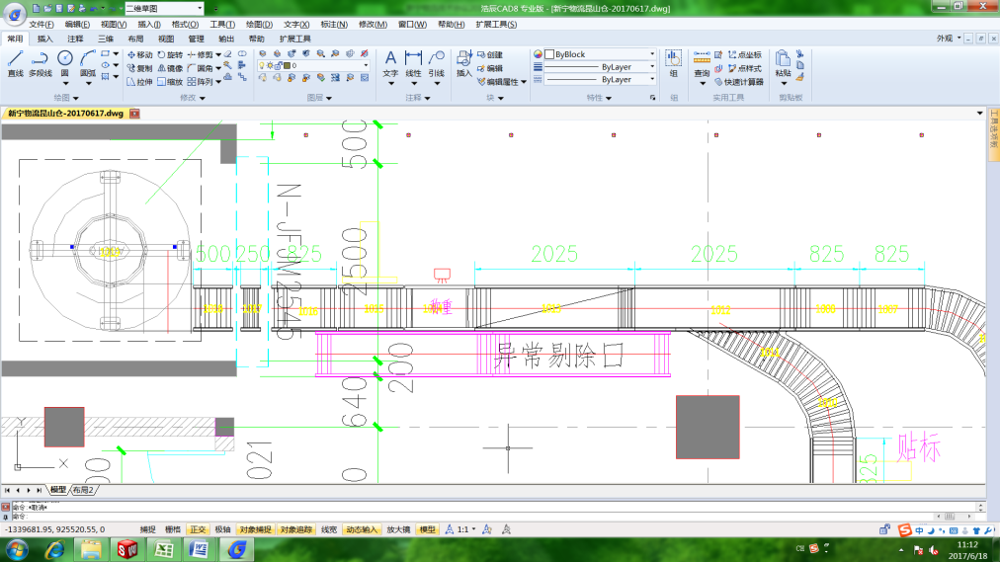 二维草图
浩辰CAD8 专业版 - [新宁物流昆山仓-20170617.dwg]
文件(F) 编辑(E) 视图(V) 插入(I) 格式(O) 工具(T) 绘图(D) 文字(X) 标注(N) 修改(M) 窗口(W) 帮助(H) 扩展工具(S)
常用 插入 注释 三维 布局 视图 管理 输出 帮助 扩展工具 外观
直线 多段线 圆 圆弧
移动 旋转 修剪
复制 镜像 圆角
拉伸 缩放 阵列
0
文字 线性 引线
插入 创建
编辑
编辑属性
ByBlock
ByLayer
ByLayer
组
查询 点坐标
点样式
快速计算器
粘贴
绘图 修改 图层 注释 块 特性 组 实用工具 剪贴板
新宁物流昆山仓-20170617.dwg
工具选项板
500
N-JFJM2545
2500
500 250 825 2025 2025 825 825
称重
异常剔除口
200
640
021
0
00
贴标
825
Y
X
模型 布局2
命令: *取消*
命令:
-1339681.95, 925520.55, 0 捕捉 栅格 正交 极轴 对象捕捉 对象追踪 线宽 动态输入 放大镜 模型 1:1
中
CH
11:12
2017/6/18